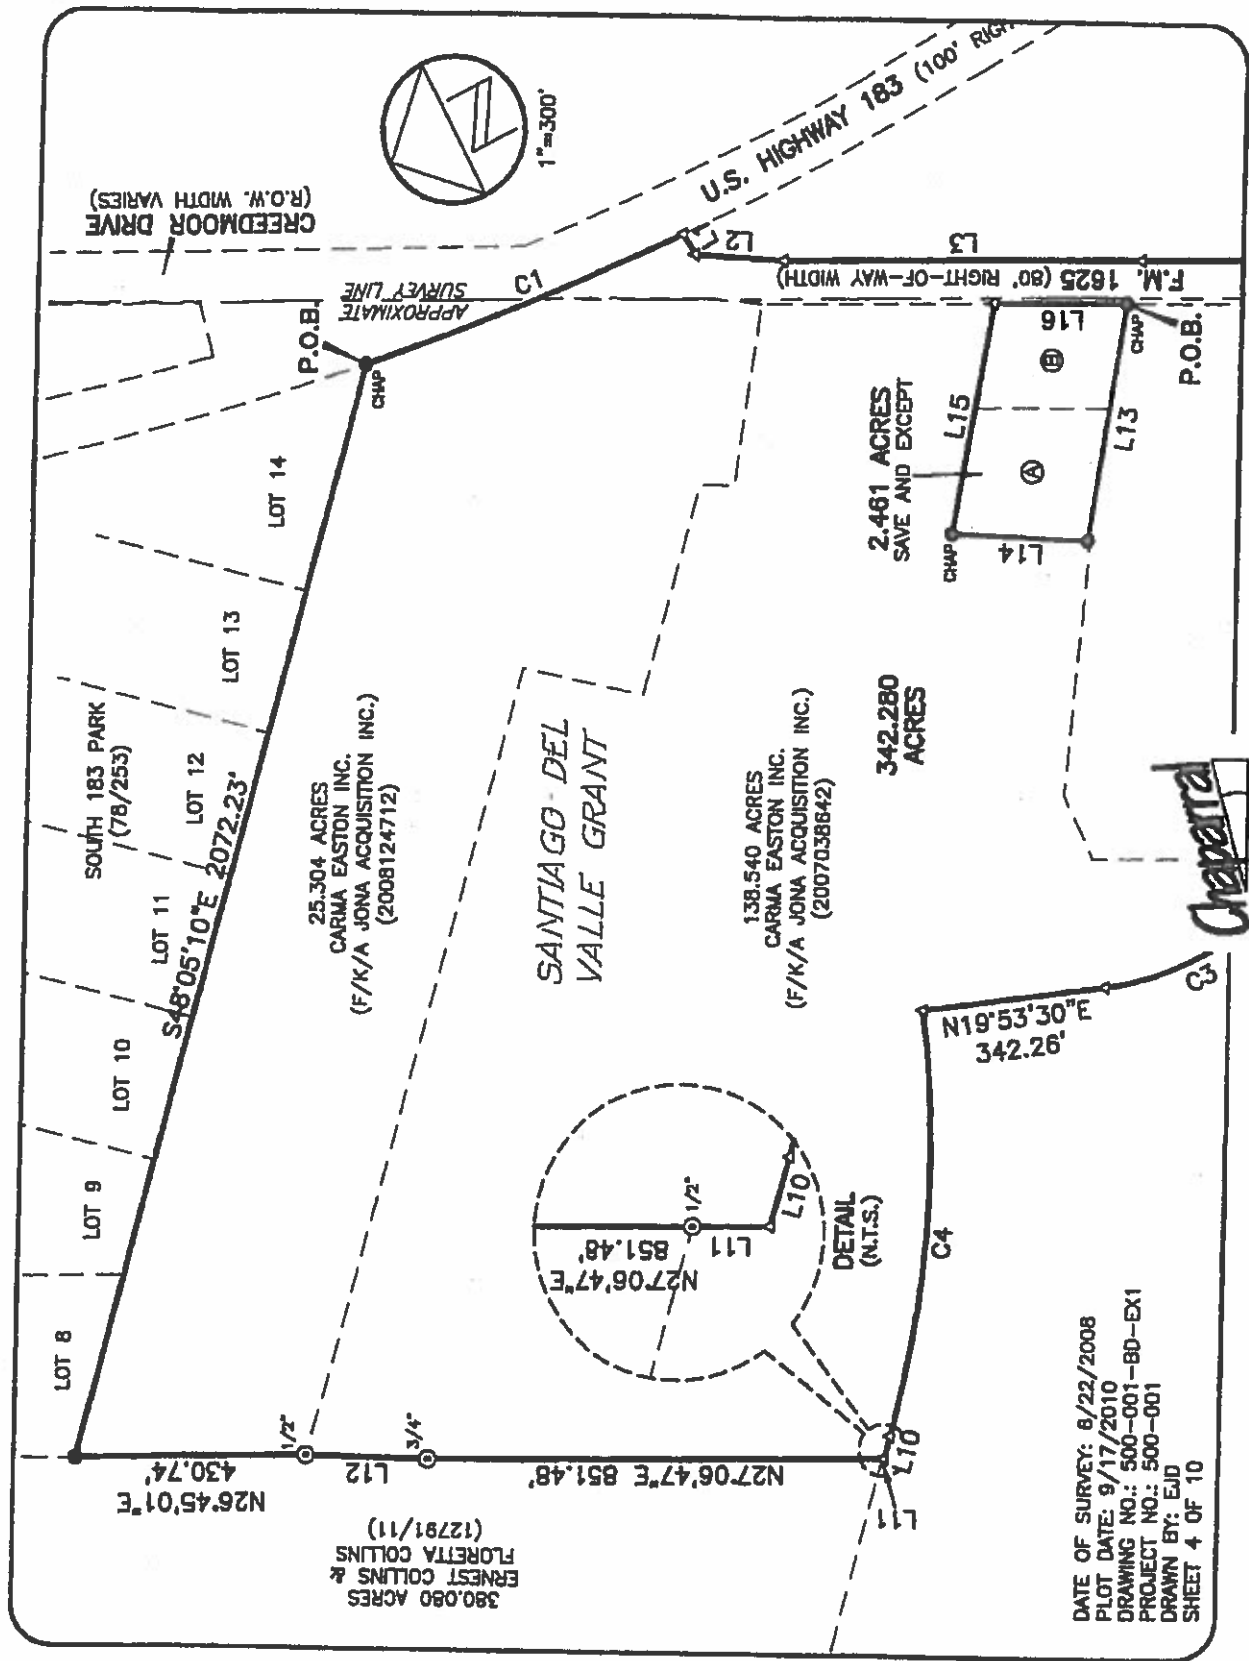 CREEDMOOR DRIVE
(R.O.W. WIDTH VARIES)
1"=300'
U.S. HIGHWAY 183 (100'
APPROXIMATE
SURVEY LINE
C1
P.O.B.
CHAP
L2
L3
F.M. 1625 (80' RIGHT-OF-WAY WIDTH)
SOUTH 183 PARK
(78/253)
LOT 14
LOT 13
LOT 12
LOT 11
LOT 10
LOT 9
LOT 8
S48°05'10"E 2072.23'
25.304 ACRES
CARMA EASTON INC.
(F/K/A JONA ACQUISITION INC.)
(2008124712)
SANTIAGO DEL
VALLE GRANT
138.540 ACRES
CARMA EASTON INC.
(F/K/A JONA ACQUISITION INC.)
(2007038642)
342.280
ACRES
2.461 ACRES
SAVE AND EXCEPT
L15
L16
B
A
L13
L14
CHAP
CHAP
P.O.B.
N26°45'01"E
430.74'
1/2"
L12
3/4"
N27°06'47"E 851.48'
380.080 ACRES
ERNEST COLLINS &
FLORETTA COLLINS
(12791/11)
N27°06'47"E
851.48'
1/2"
L11
L10
DETAIL
(N.T.S.)
L10
L11
C4
N19°53'30"E
342.26'
C3
Chaparral
DATE OF SURVEY: 8/22/2008
PLOT DATE: 9/17/2010
DRAWING NO.: 500-001-BD-EX1
PROJECT NO.: 500-001
DRAWN BY: EJD
SHEET 4 OF 10